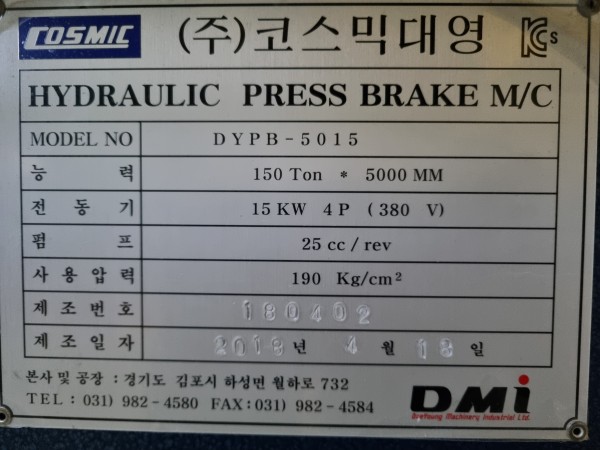 COSMIC (주)코스믹대영 KCs
HYDRAULIC PRESS BRAKE M/C
MODEL NO DYPB-5015
능 력 150 Ton * 5000 MM
전 동 기 15 KW 4 P ( 380 V)
펌 프 25 cc / rev
사 용 압 력 190 Kg/cm²
제 조 번 호 180402
제 조 일 자 2018 년 4 월 18 일
본사 및 공장 : 경기도 김포시 하성면 월하로 732
TEL : 031) 982-4580 FAX : 031) 982-4584
DMi
Machinery Industrial Ltd.